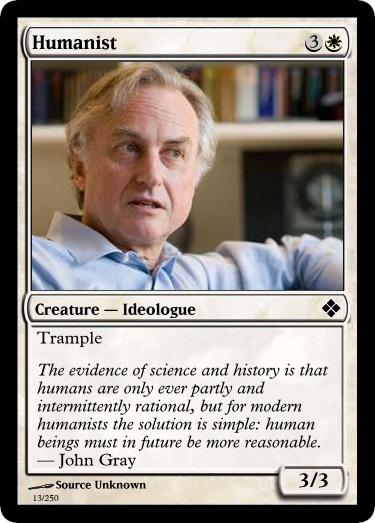 Humanist 3
Creature — Ideologue
Trample
The evidence of science and history is that
humans are only ever partly and
intermittently rational, but for modern
humanists the solution is simple: human
beings must in future be more reasonable.
— John Gray
Source Unknown
3/3
13/250